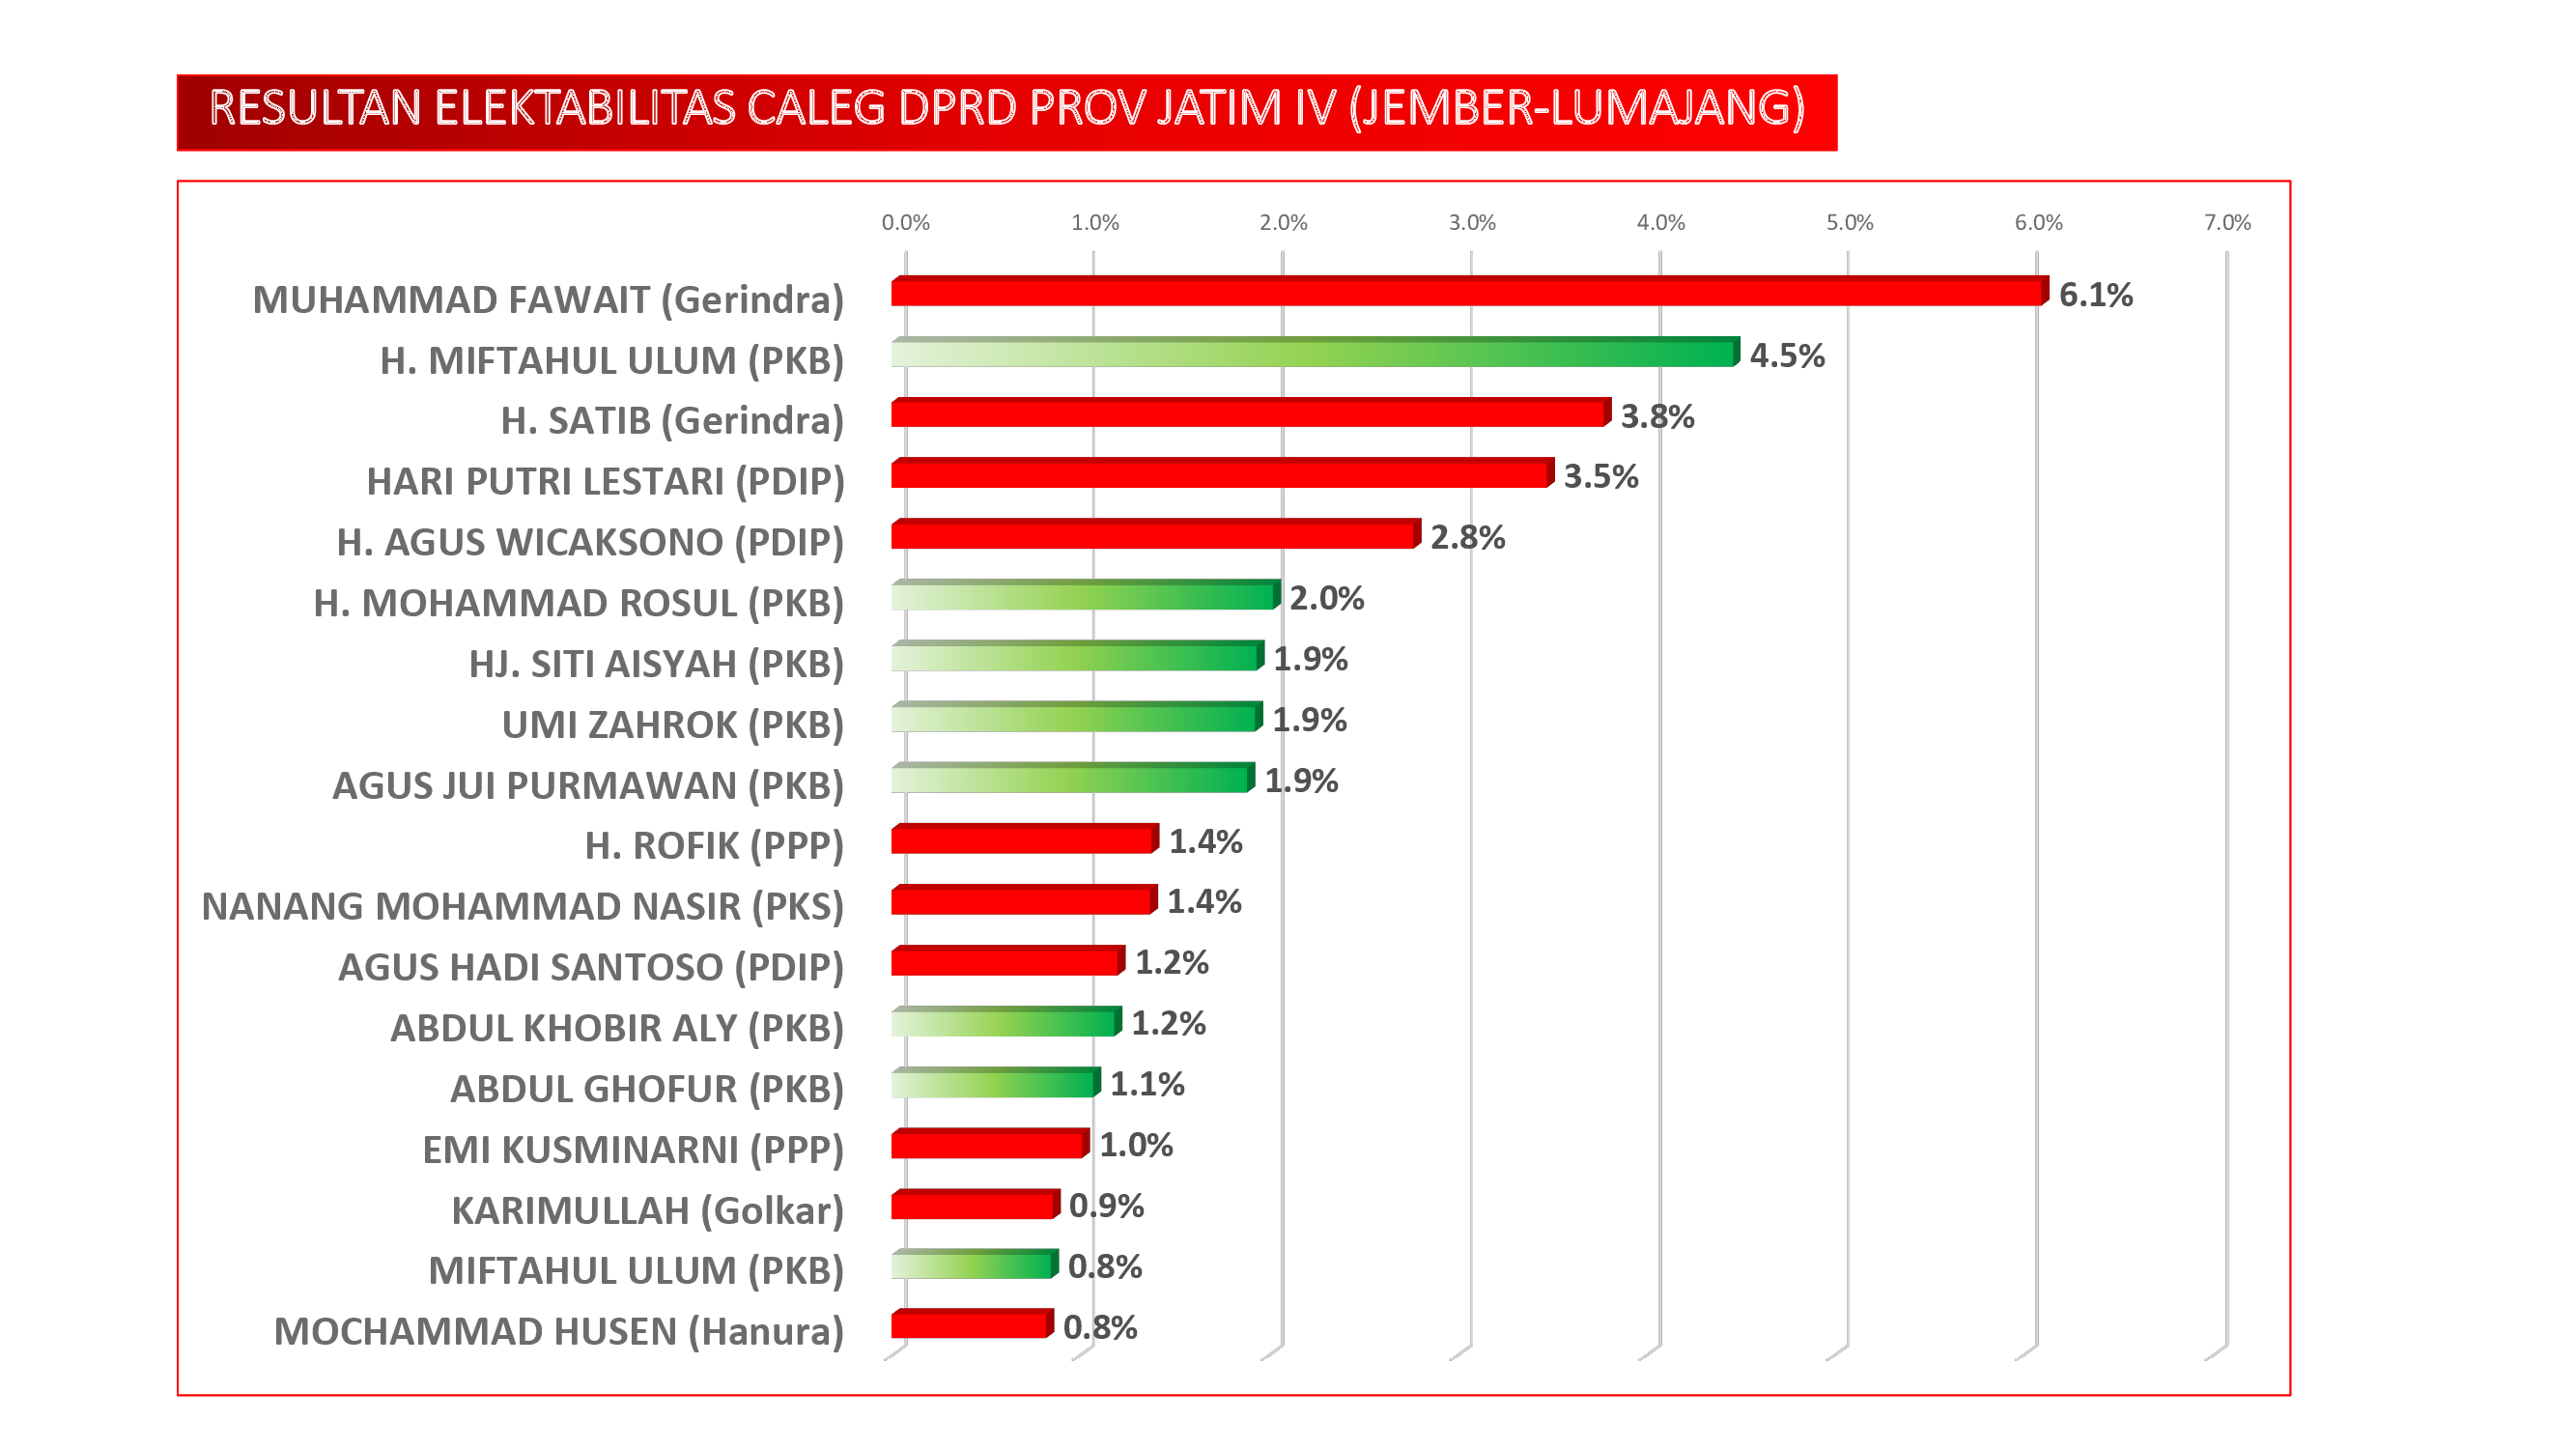 RESULTAN ELEKTABILITAS CALEG DPRD PROV JATIM IV (JEMBER-LUMAJANG)
0.0% 1.0% 2.0% 3.0% 4.0% 5.0% 6.0% 7.0%
MUHAMMAD FAWAIT (Gerindra) 6.1%
H. MIFTAHUL ULUM (PKB) 4.5%
H. SATIB (Gerindra) 3.8%
HARI PUTRI LESTARI (PDIP) 3.5%
H. AGUS WICAKSONO (PDIP) 2.8%
H. MOHAMMAD ROSUL (PKB) 2.0%
HJ. SITI AISYAH (PKB) 1.9%
UMI ZAHROK (PKB) 1.9%
AGUS JUI PURMAWAN (PKB) 1.9%
H. ROFIK (PPP) 1.4%
NANANG MOHAMMAD NASIR (PKS) 1.4%
AGUS HADI SANTOSO (PDIP) 1.2%
ABDUL KHOBIR ALY (PKB) 1.2%
ABDUL GHOFUR (PKB) 1.1%
EMI KUSMINARNI (PPP) 1.0%
KARIMULLAH (Golkar) 0.9%
MIFTAHUL ULUM (PKB) 0.8%
MOCHAMMAD HUSEN (Hanura) 0.8%